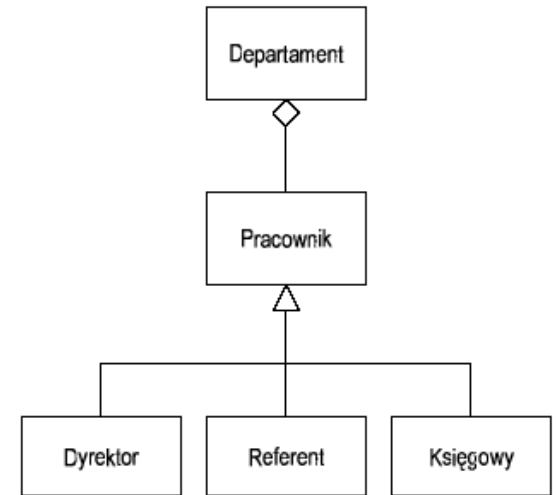 Departament
Pracownik
Dyrektor
Referent
Księgowy